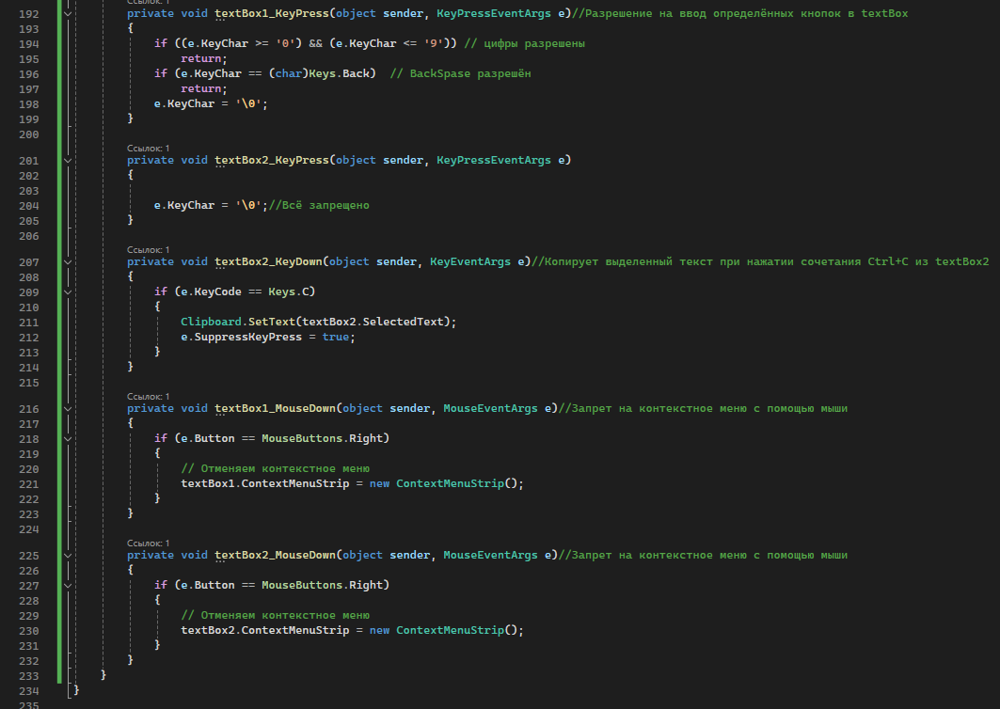 Ссылок: 1
192 private void textBox1_KeyPress(object sender, KeyPressEventArgs e)//Разрешение на ввод определённых кнопок в textBox
193 {
194 if ((e.KeyChar >= '0') && (e.KeyChar <= '9')) // цифры разрешены
195 return;
196 if (e.KeyChar == (char)Keys.Back) // BackSpase разрешён
197 return;
198 e.KeyChar = '\0';
199 }
200
Ссылок: 1
201 private void textBox2_KeyPress(object sender, KeyPressEventArgs e)
202 {
203
204 e.KeyChar = '\0';//Всё запрещено
205 }
206
Ссылок: 1
207 private void textBox2_KeyDown(object sender, KeyEventArgs e)//Копирует выделенный текст при нажатии сочетания Ctrl+C из textBox2
208 {
209 if (e.KeyCode == Keys.C)
210 {
211 Clipboard.SetText(textBox2.SelectedText);
212 e.SuppressKeyPress = true;
213 }
214 }
215
Ссылок: 1
216 private void textBox1_MouseDown(object sender, MouseEventArgs e)//Запрет на контекстное меню с помощью мыши
217 {
218 if (e.Button == MouseButtons.Right)
219 {
220 // Отменяем контекстное меню
221 textBox1.ContextMenuStrip = new ContextMenuStrip();
222 }
223 }
224
Ссылок: 1
225 private void textBox2_MouseDown(object sender, MouseEventArgs e)//Запрет на контекстное меню с помощью мыши
226 {
227 if (e.Button == MouseButtons.Right)
228 {
229 // Отменяем контекстное меню
230 textBox2.ContextMenuStrip = new ContextMenuStrip();
231 }
232 }
233 }
234 }
235